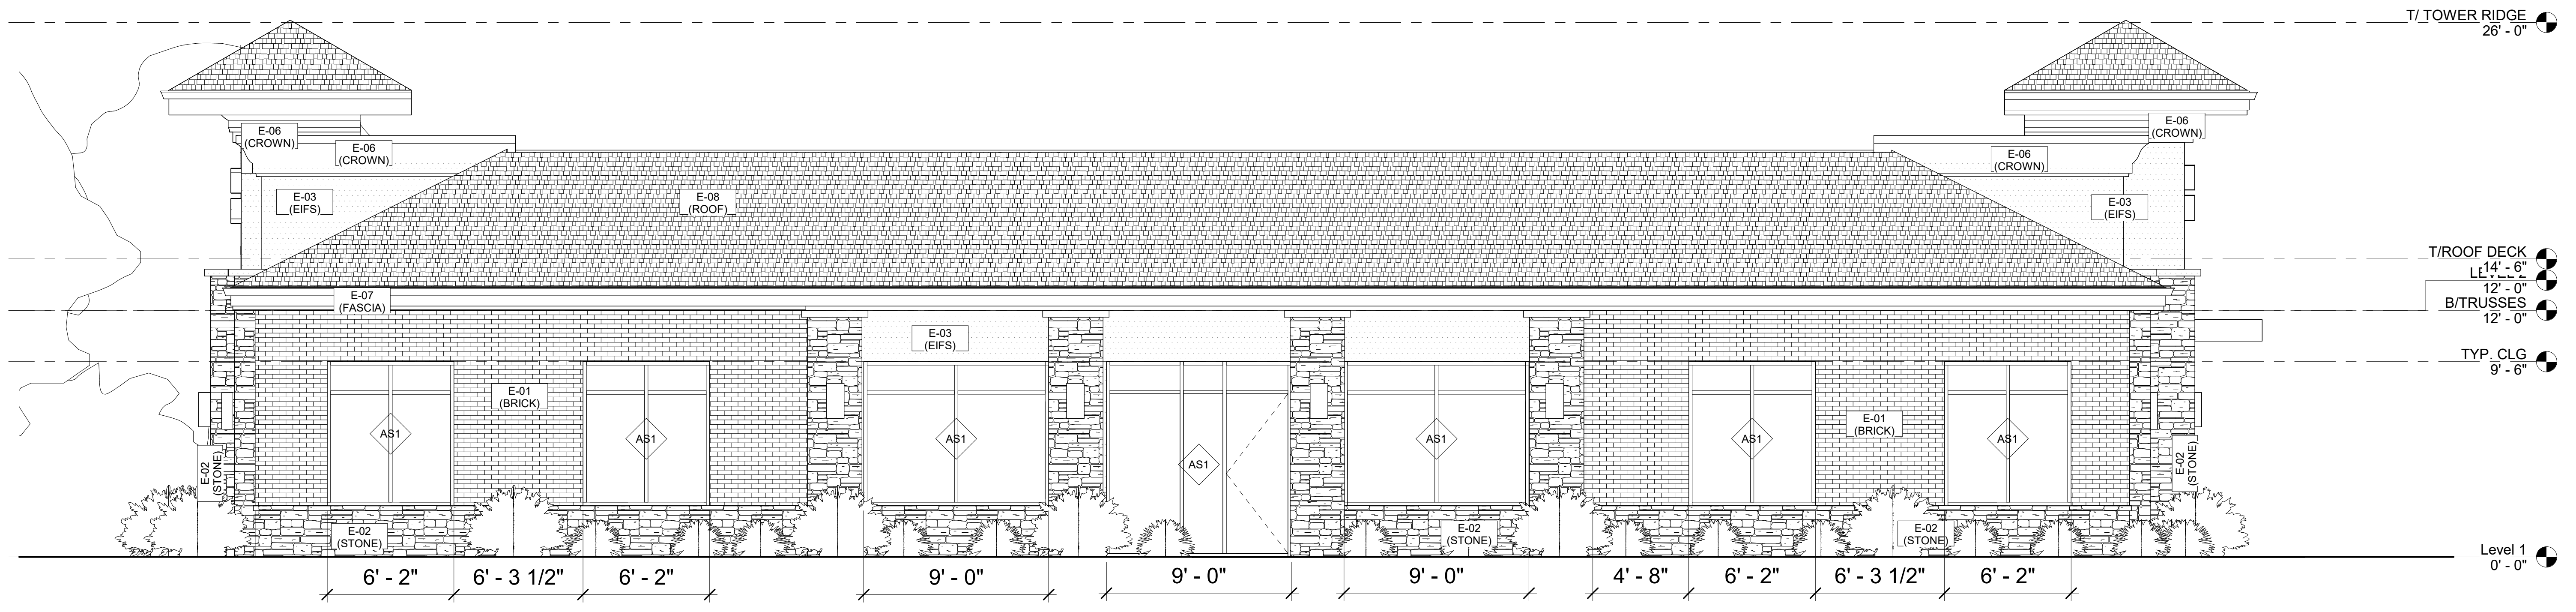 T/ TOWER RIDGE
26' - 0"
E-06
(CROWN)
E-06
(CROWN)
E-06
(CROWN)
E-06
(CROWN)
E-03
(EIFS)
E-08
(ROOF)
E-03
(EIFS)
T/ROOF DECK
14' - 6"
12' - 0"
B/TRUSSES
12' - 0"
E-07
(FASCIA)
E-03
(EIFS)
TYP. CLG
9' - 6"
E-01
(BRICK)
E-01
(BRICK)
AS1
AS1
AS1
AS1
AS1
AS1
AS1
E-02
(STONE)
E-02
(STONE)
E-02
(STONE)
E-02
(STONE)
E-02
(STONE)
Level 1
0' - 0"
6' - 2"
6' - 3 1/2"
6' - 2"
9' - 0"
9' - 0"
9' - 0"
4' - 8"
6' - 2"
6' - 3 1/2"
6' - 2"